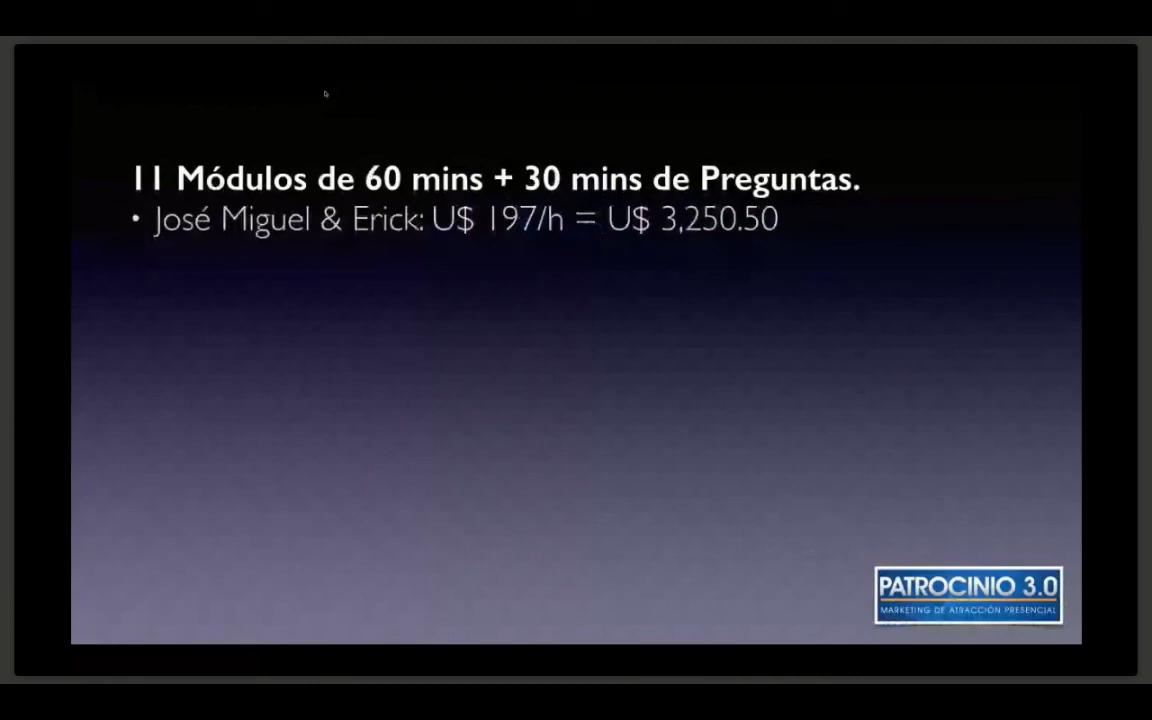 11 Módulos de 60 mins + 30 mins de Preguntas.
• José Miguel & Erick: U$ 197/h = U$ 3,250.50
PATROCINIO 3.0
MARKETING DE ATRACCIÓN PRESENCIAL